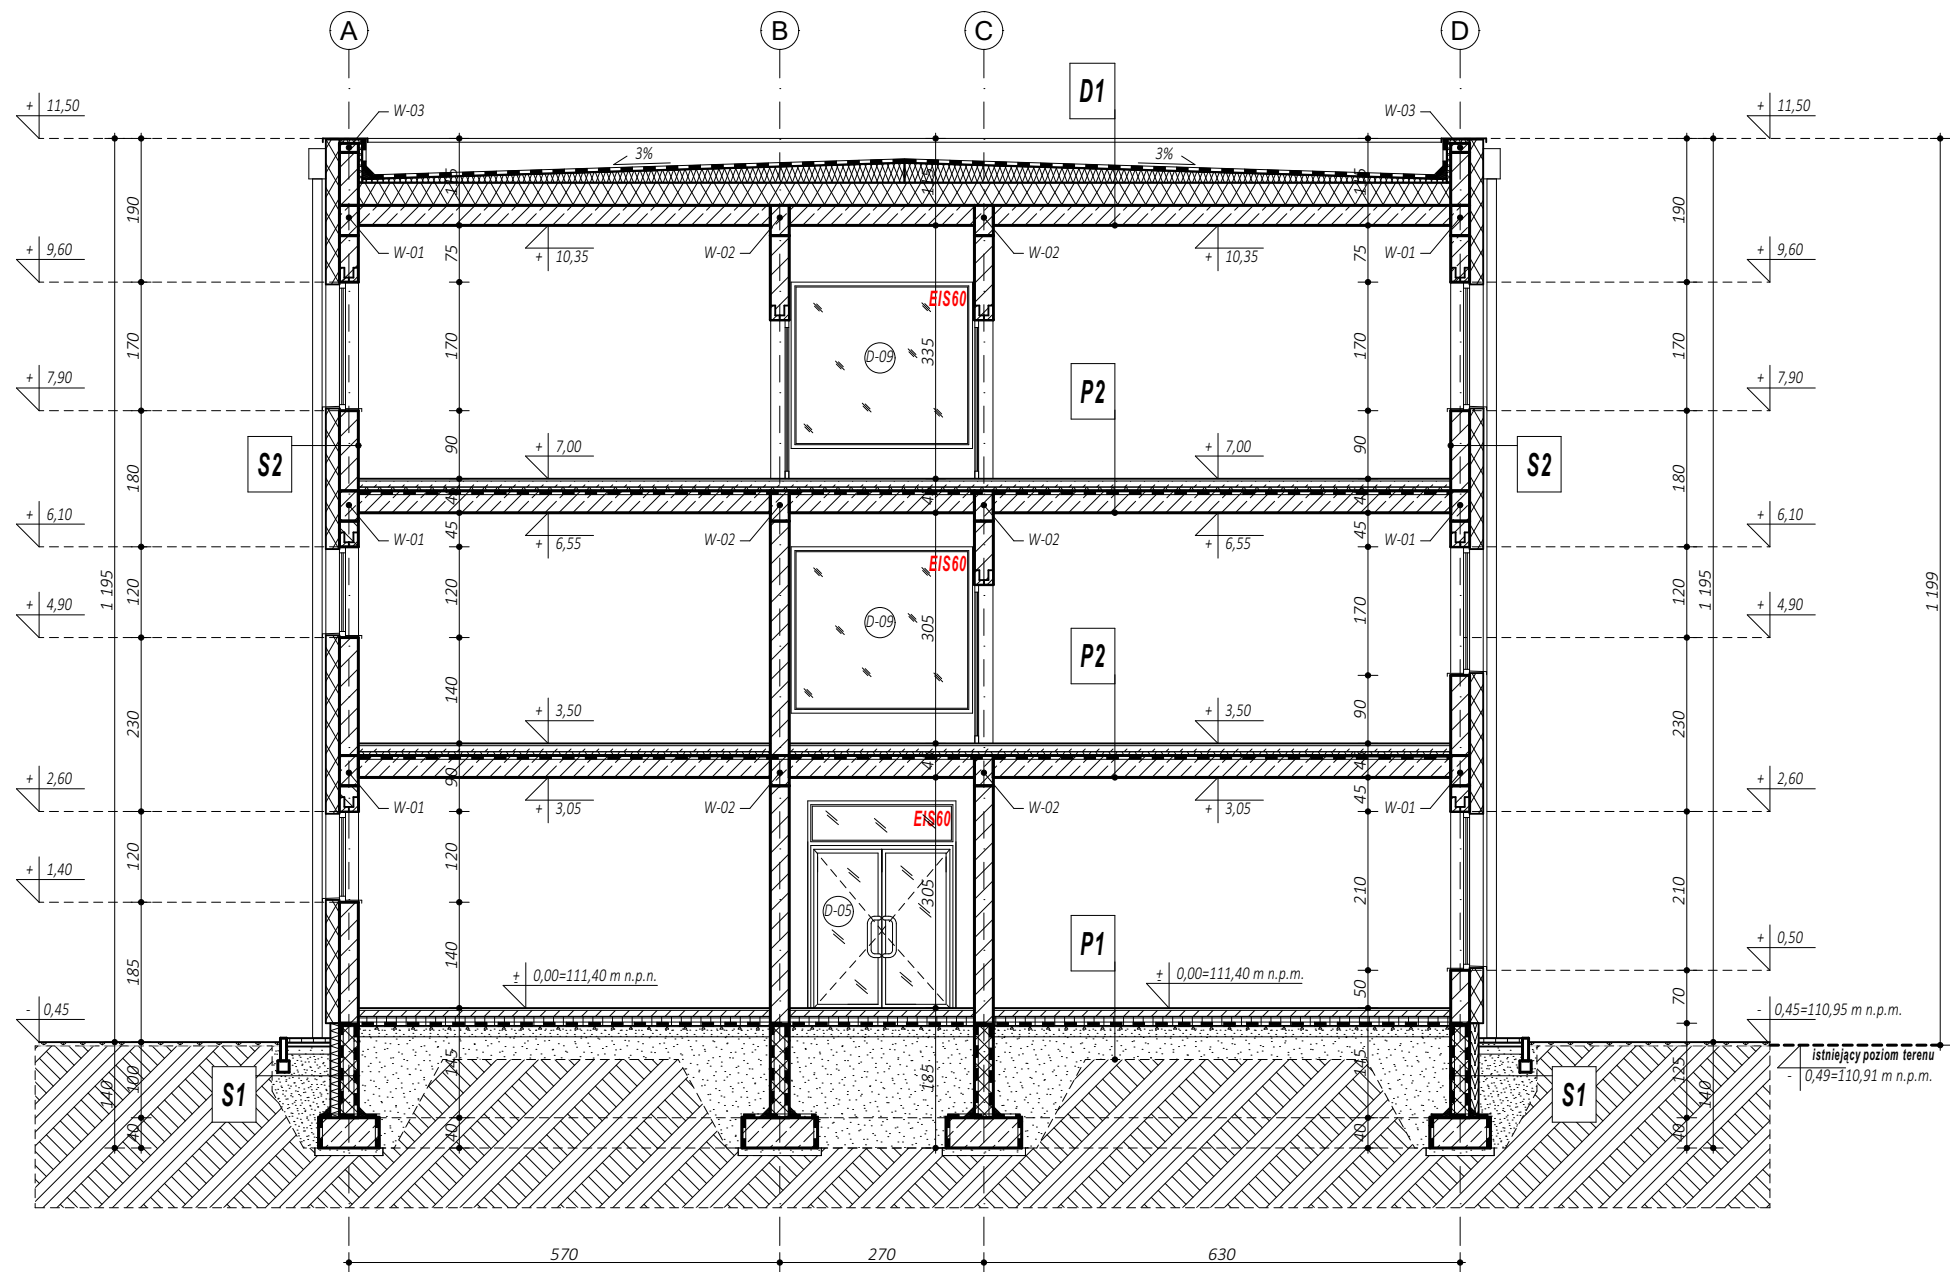 A
B
C
D
+ 11,50
W-03
D1
W-03
+ 11,50
3%
3%
190
15
15
15
190
+ 9,60
75
W-01
+ 10,35
W-02
W-02
+ 10,35
75
W-01
+ 9,60
EIS60
170
170
D-09
335
170
170
+ 7,90
P2
+ 7,90
S2
90
+ 7,00
+ 7,00
90
S2
180
180
+ 6,10
45
W-01
+ 6,55
W-02
W-02
+ 6,55
45
W-01
+ 6,10
EIS60
1 195
120
120
D-09
305
170
120
1 195
1 199
+ 4,90
P2
+ 4,90
140
90
230
+ 3,50
+ 3,50
230
+ 2,60
90
W-01
+ 3,05
W-02
W-02
+ 3,05
45
W-01
+ 2,60
EIS60
120
120
305
210
210
+ 1,40
D-05
P1
+ 0,50
185
140
± 0,00=111,40 m n.p.n.
± 0,00=111,40 m n.p.m.
50
70
- 0,45
- 0,45=110,95 m n.p.m.
istniejący poziom terenu
- 0,49=110,91 m n.p.m.
140
100
S1
145
185
145
S1
125
140
40
40
40
40
570
270
630